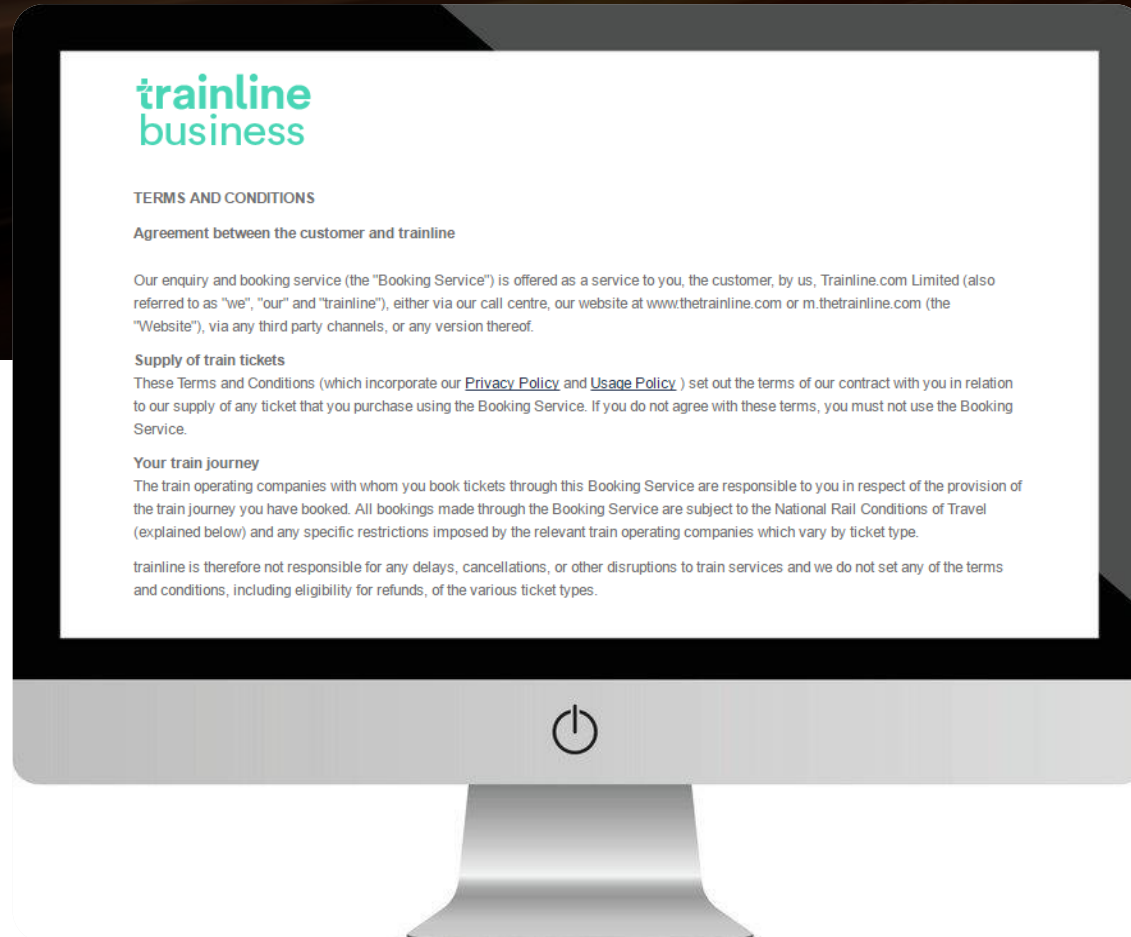 trainline
business
TERMS AND CONDITIONS
Agreement between the customer and trainline
Our enquiry and booking service (the "Booking Service") is offered as a service to you, the customer, by us, Trainline.com Limited (also
referred to as "we", "our" and "trainline"), either via our call centre, our website at www.thetrainline.com or m.thetrainline.com (the
"Website"), via any third party channels, or any version thereof.
Supply of train tickets
These Terms and Conditions (which incorporate our Privacy Policy and Usage Policy ) set out the terms of our contract with you in relation
to our supply of any ticket that you purchase using the Booking Service. If you do not agree with these terms, you must not use the Booking
Service.
Your train journey
The train operating companies with whom you book tickets through this Booking Service are responsible to you in respect of the provision of
the train journey you have booked. All bookings made through the Booking Service are subject to the National Rail Conditions of Travel
(explained below) and any specific restrictions imposed by the relevant train operating companies which vary by ticket type.
trainline is therefore not responsible for any delays, cancellations, or other disruptions to train services and we do not set any of the terms
and conditions, including eligibility for refunds, of the various ticket types.